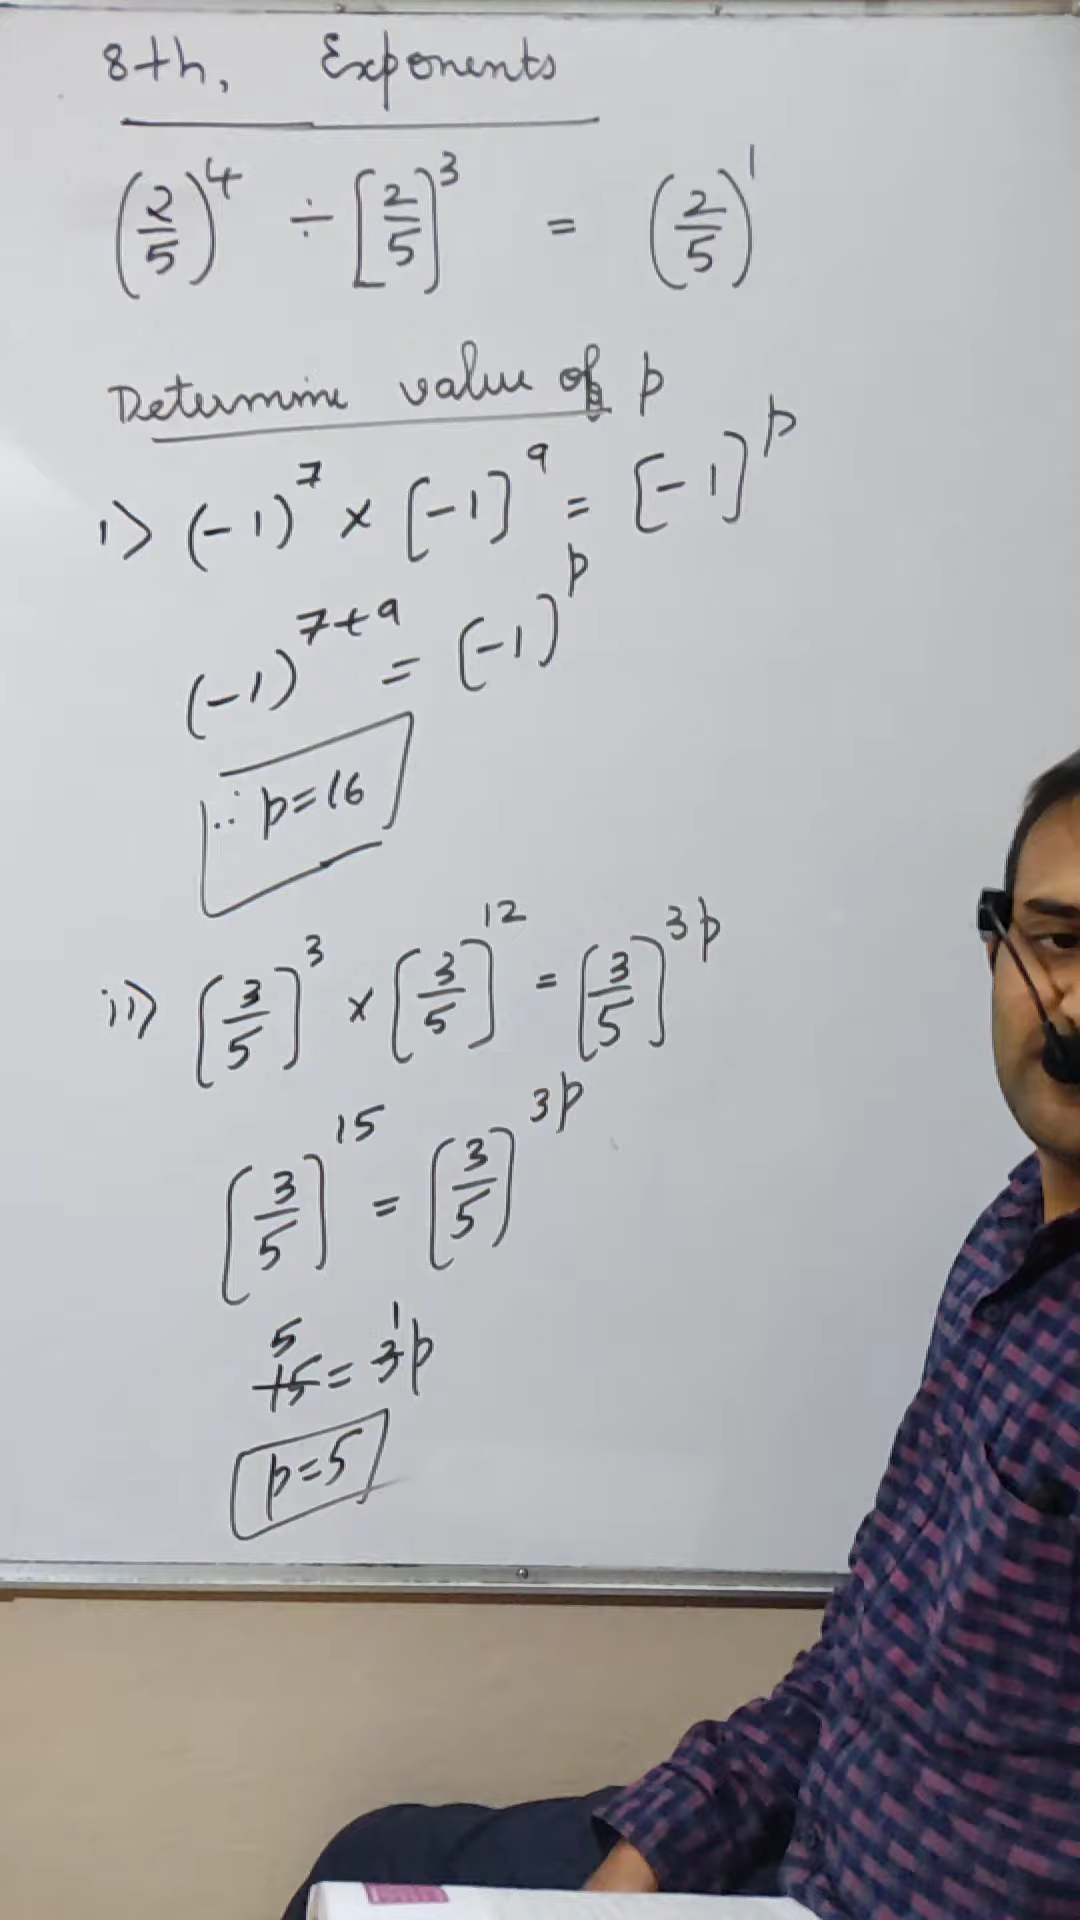 8th, Exponents
(2/5)^4 ÷ [2/5]^3 = (2/5)^1
Determine value of p
i) (-1)^7 × [-1]^9 = [-1]^p
(-1)^7+9 = [-1)^p
∴ p=16
ii) [3/5]^3 × [3/5]^12 = [3/5]^3p
[3/5]^15 = [3/5]^3p
5 1
15 = 3p
p=5